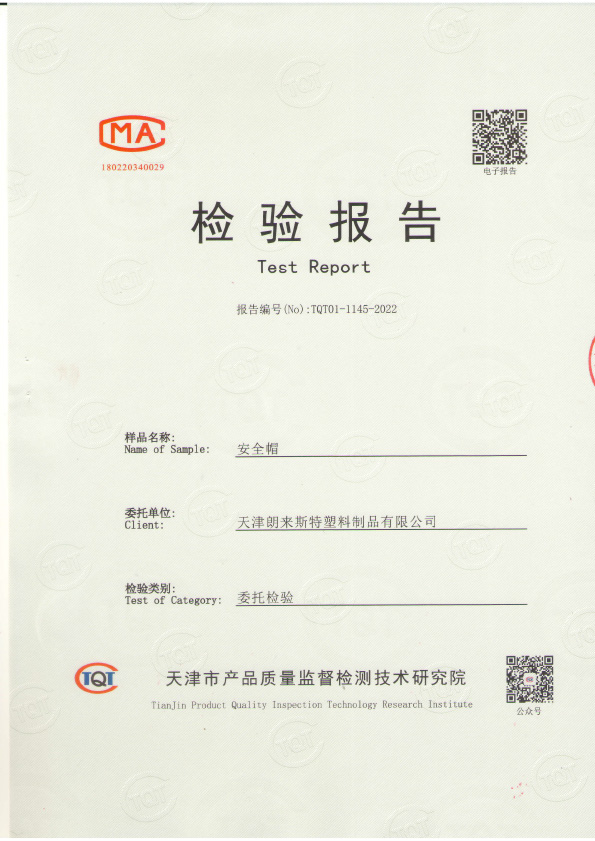 MA
180220340029
电子报告
检验报告
Test Report
报告编号(No):TQT01-1145-2022
样品名称:
Name of Sample: 安全帽
委托单位:
Client: 天津朗来斯特塑料制品有限公司
检验类别:
Test of Category: 委托检验
TQT 天津市产品质量监督检测技术研究院
TianJin Product Quality Inspection Technology Research Institute
公众号